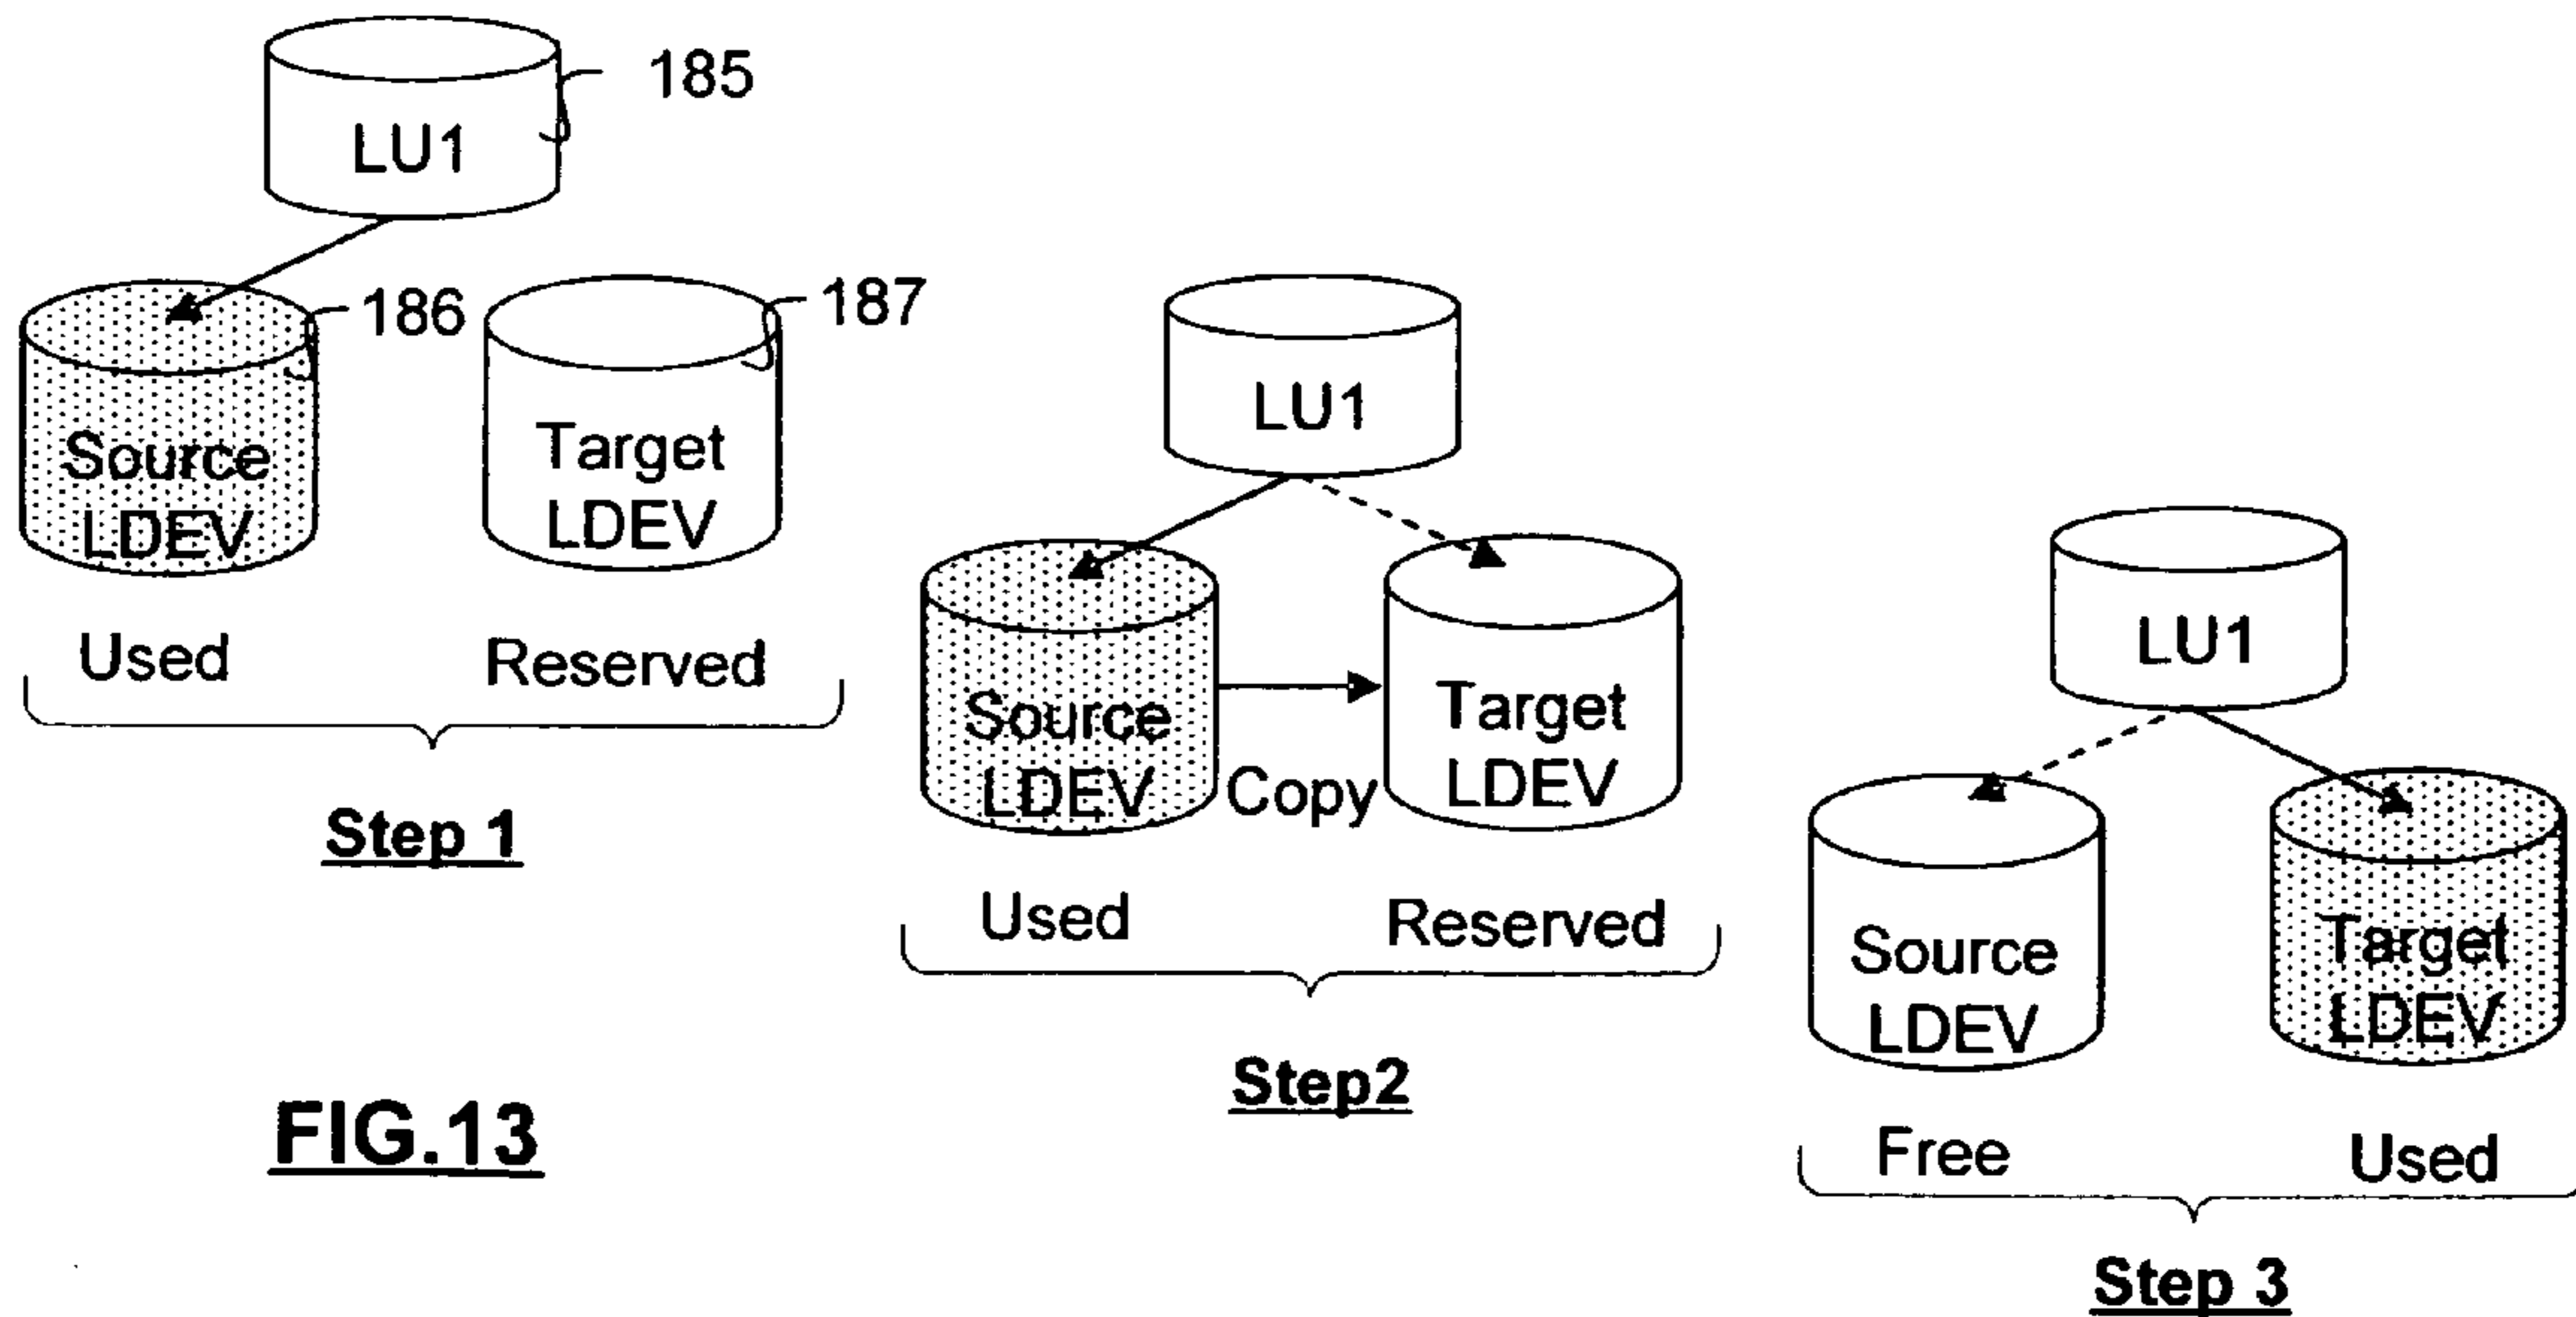 LU1
185
186
187
Source
LDEV
Target
LDEV
Used
Reserved
Step 1
LU1
Source
LDEV
Copy
Target
LDEV
Used
Reserved
Step2
LU1
Source
LDEV
Target
LDEV
Free
Used
Step 3
FIG.13